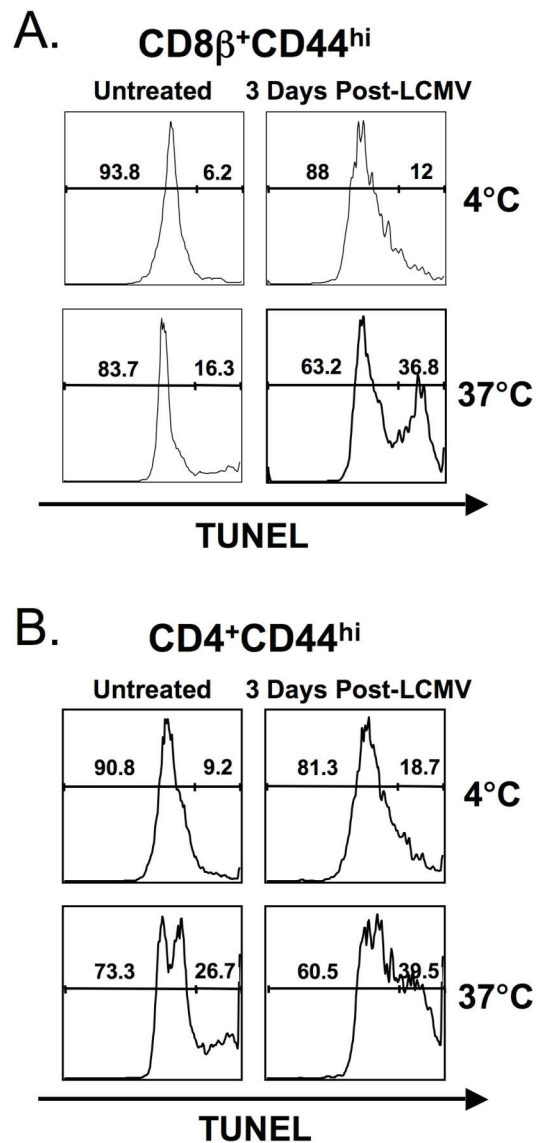 A.
CD8β⁺CD44ʰⁱ
Untreated 3 Days Post-LCMV
93.8 6.2 88 12 4°C
83.7 16.3 63.2 36.8 37°C
TUNEL
B.
CD4⁺CD44ʰⁱ
Untreated 3 Days Post-LCMV
90.8 9.2 81.3 18.7 4°C
73.3 26.7 60.5 39.5 37°C
TUNEL